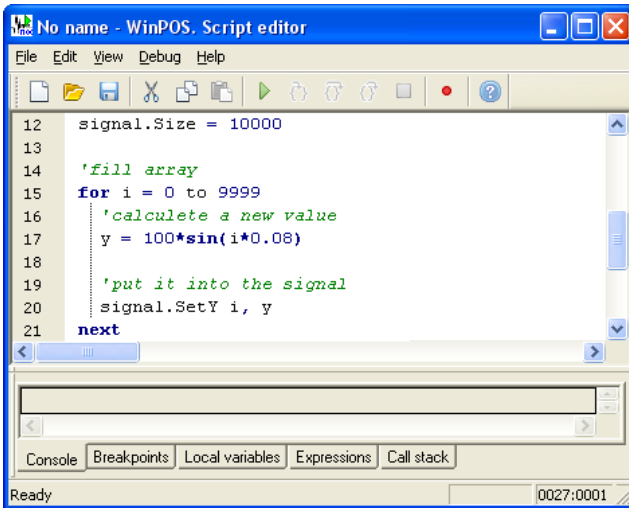 No name - WinPOS. Script editor
File Edit View Debug Help
12 signal.Size = 10000
13
14 'fill array
15 for i = 0 to 9999
16 'calculete a new value
17 y = 100*sin(i*0.08)
18
19 'put it into the signal
20 signal.SetY i, y
21 next
Console Breakpoints Local variables Expressions Call stack
Ready 0027:0001